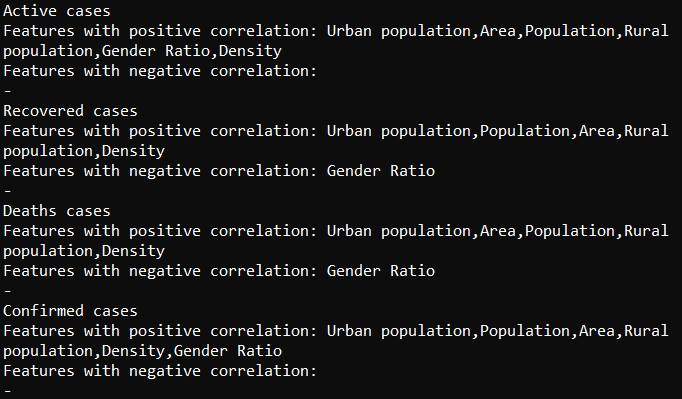 Active cases
Features with positive correlation: Urban population,Area,Population,Rural
population,Gender Ratio,Density
Features with negative correlation:
-
Recovered cases
Features with positive correlation: Urban population,Population,Area,Rural
population,Density
Features with negative correlation: Gender Ratio
-
Deaths cases
Features with positive correlation: Urban population,Area,Population,Rural
population,Density
Features with negative correlation: Gender Ratio
-
Confirmed cases
Features with positive correlation: Urban population,Population,Area,Rural
population,Density,Gender Ratio
Features with negative correlation:
-